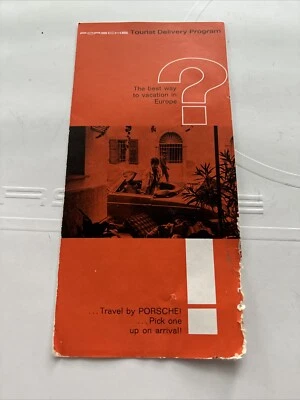 PORSCHE Tourist Delivery Program
?
The best way
to vacation in
Europe
!
...Travel by PORSCHE!
...Pick one
up on arrival!